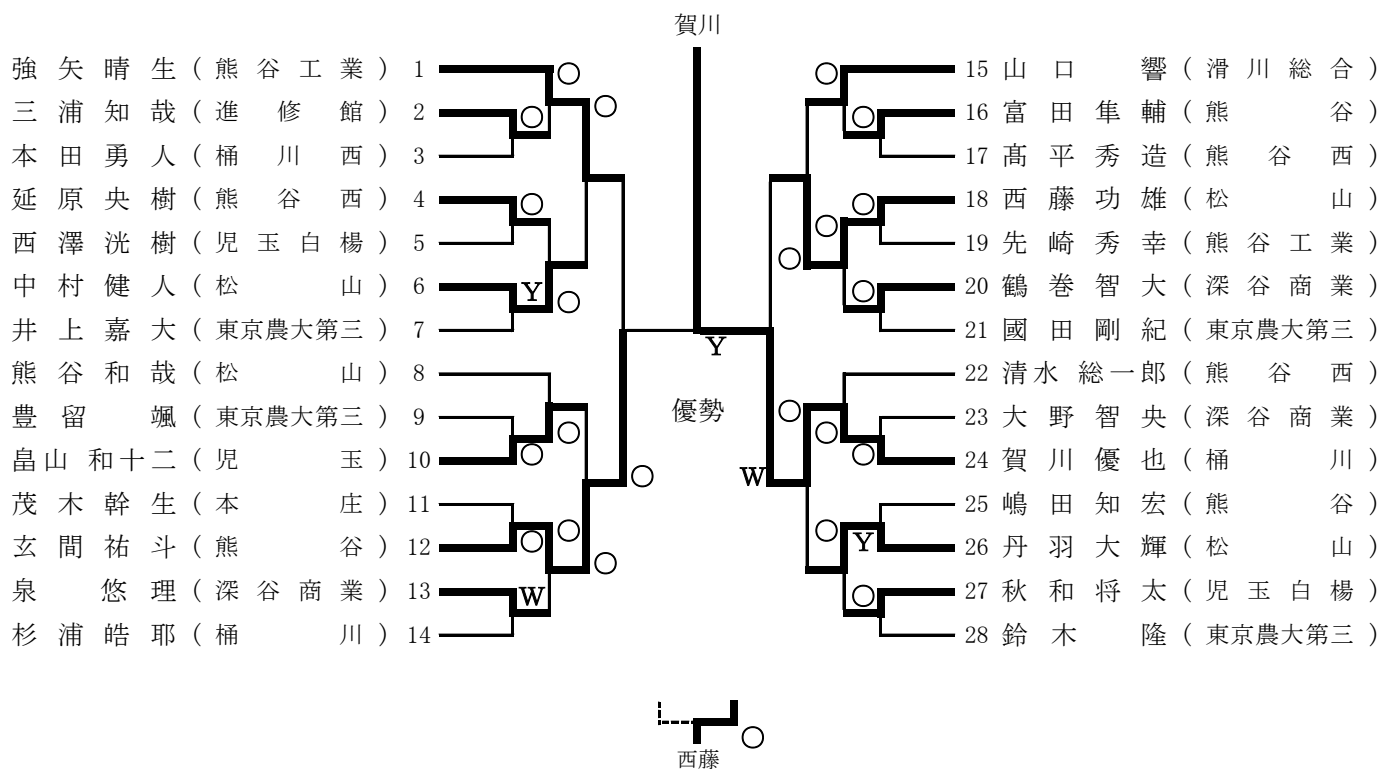 賀川
強矢晴生(熊谷工業) 1
三浦知哉(進修館) 2
本田勇人(桶川西) 3
延原央樹(熊谷西) 4
西澤洸樹(児玉白楊) 5
中村健人(松山) 6
井上嘉大(東京農大第三) 7
熊谷和哉(松山) 8
豊留颯(東京農大第三) 9
畠山和十二(児玉) 10
茂木幹生(本庄) 11
玄間祐斗(熊谷) 12
泉悠理(深谷商業) 13
杉浦皓耶(桶川) 14
○
○
○
○
Y
○
○
○
○
○
○
○
W
○
Y
優勢
15 山口響(滑川総合)
16 富田隼輔(熊谷)
17 髙平秀造(熊谷西)
18 西藤功雄(松山)
19 先崎秀幸(熊谷工業)
20 鶴巻智大(深谷商業)
21 國田剛紀(東京農大第三)
22 清水総一郎(熊谷西)
23 大野智央(深谷商業)
24 賀川優也(桶川)
25 嶋田知宏(熊谷)
26 丹羽大輝(松山)
27 秋和将太(児玉白楊)
28 鈴木隆(東京農大第三)
○
○
○
○
○
○
○
○
○
W
○
Y
○
○
西藤